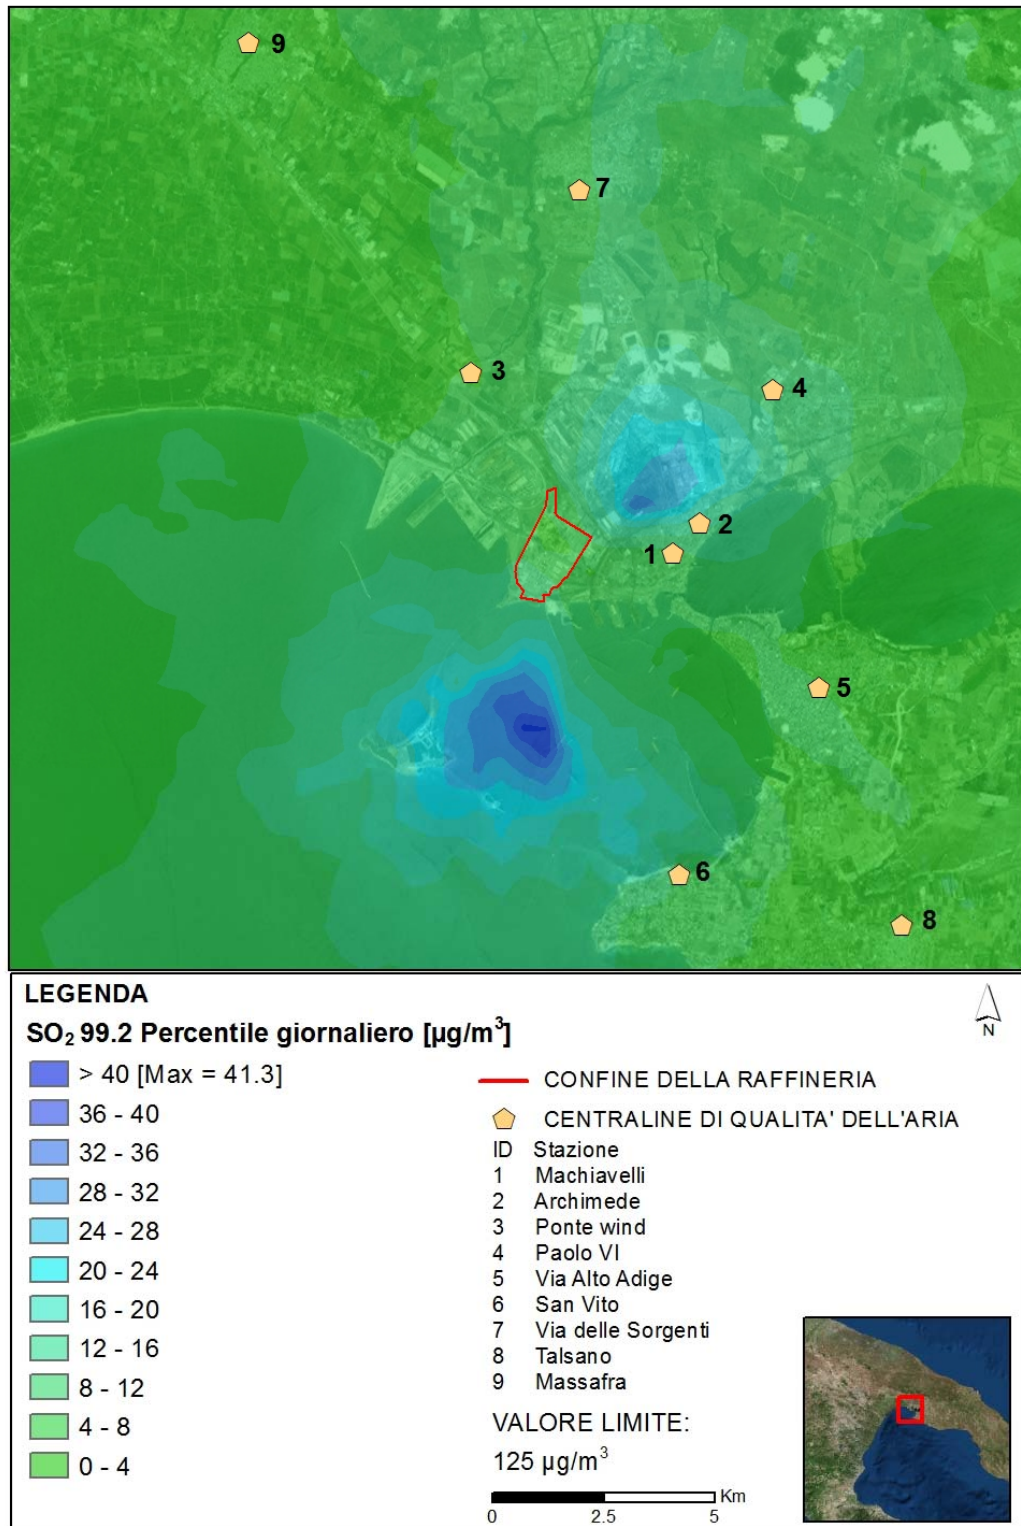 9
7
3
4
2
1
5
6
8
LEGENDA
SO2 99.2 Percentile giornaliero [µg/m3]
N
> 40 [Max = 41.3]
36 - 40
32 - 36
28 - 32
24 - 28
20 - 24
16 - 20
12 - 16
8 - 12
4 - 8
0 - 4
CONFINE DELLA RAFFINERIA
CENTRALINE DI QUALITA' DELL'ARIA
ID Stazione
1 Machiavelli
2 Archimede
3 Ponte wind
4 Paolo VI
5 Via Alto Adige
6 San Vito
7 Via delle Sorgenti
8 Talsano
9 Massafra
VALORE LIMITE:
125 µg/m3
Km
0 2.5 5